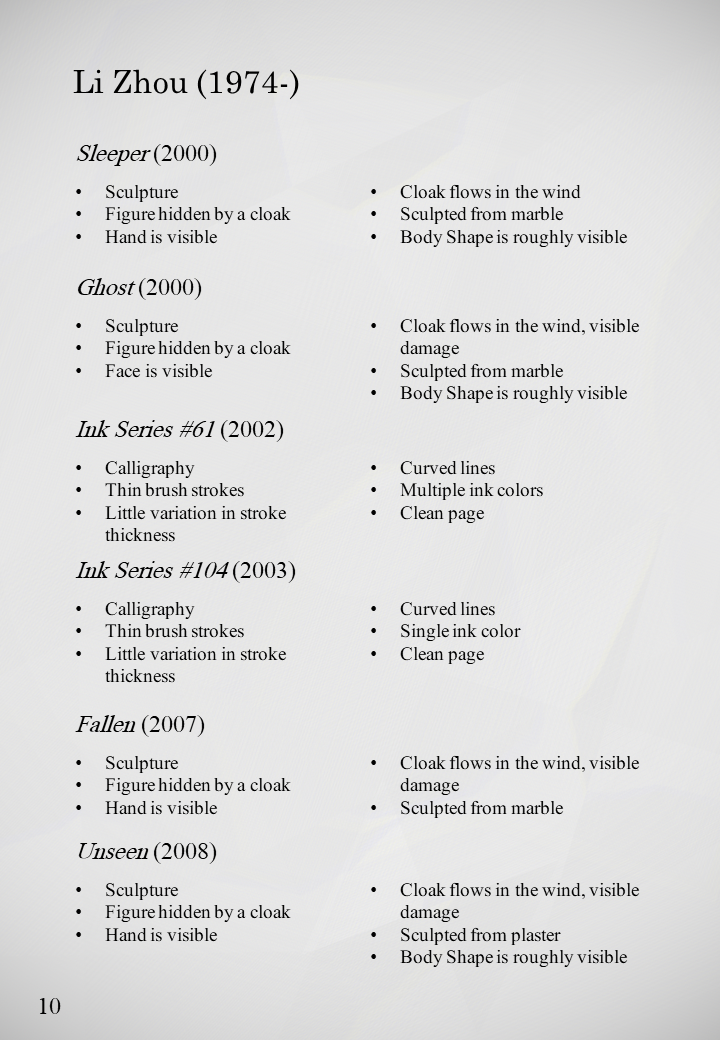 Li Zhou (1974-)
Sleeper (2000)
• Sculpture
• Figure hidden by a cloak
• Hand is visible
• Cloak flows in the wind
• Sculpted from marble
• Body Shape is roughly visible
Ghost (2000)
• Sculpture
• Figure hidden by a cloak
• Face is visible
• Cloak flows in the wind, visible
damage
• Sculpted from marble
• Body Shape is roughly visible
Ink Series #61 (2002)
• Calligraphy
• Thin brush strokes
• Little variation in stroke
thickness
• Curved lines
• Multiple ink colors
• Clean page
Ink Series #104 (2003)
• Calligraphy
• Thin brush strokes
• Little variation in stroke
thickness
• Curved lines
• Single ink color
• Clean page
Fallen (2007)
• Sculpture
• Figure hidden by a cloak
• Hand is visible
• Cloak flows in the wind, visible
damage
• Sculpted from marble
Unseen (2008)
• Sculpture
• Figure hidden by a cloak
• Hand is visible
• Cloak flows in the wind, visible
damage
• Sculpted from plaster
• Body Shape is roughly visible
10